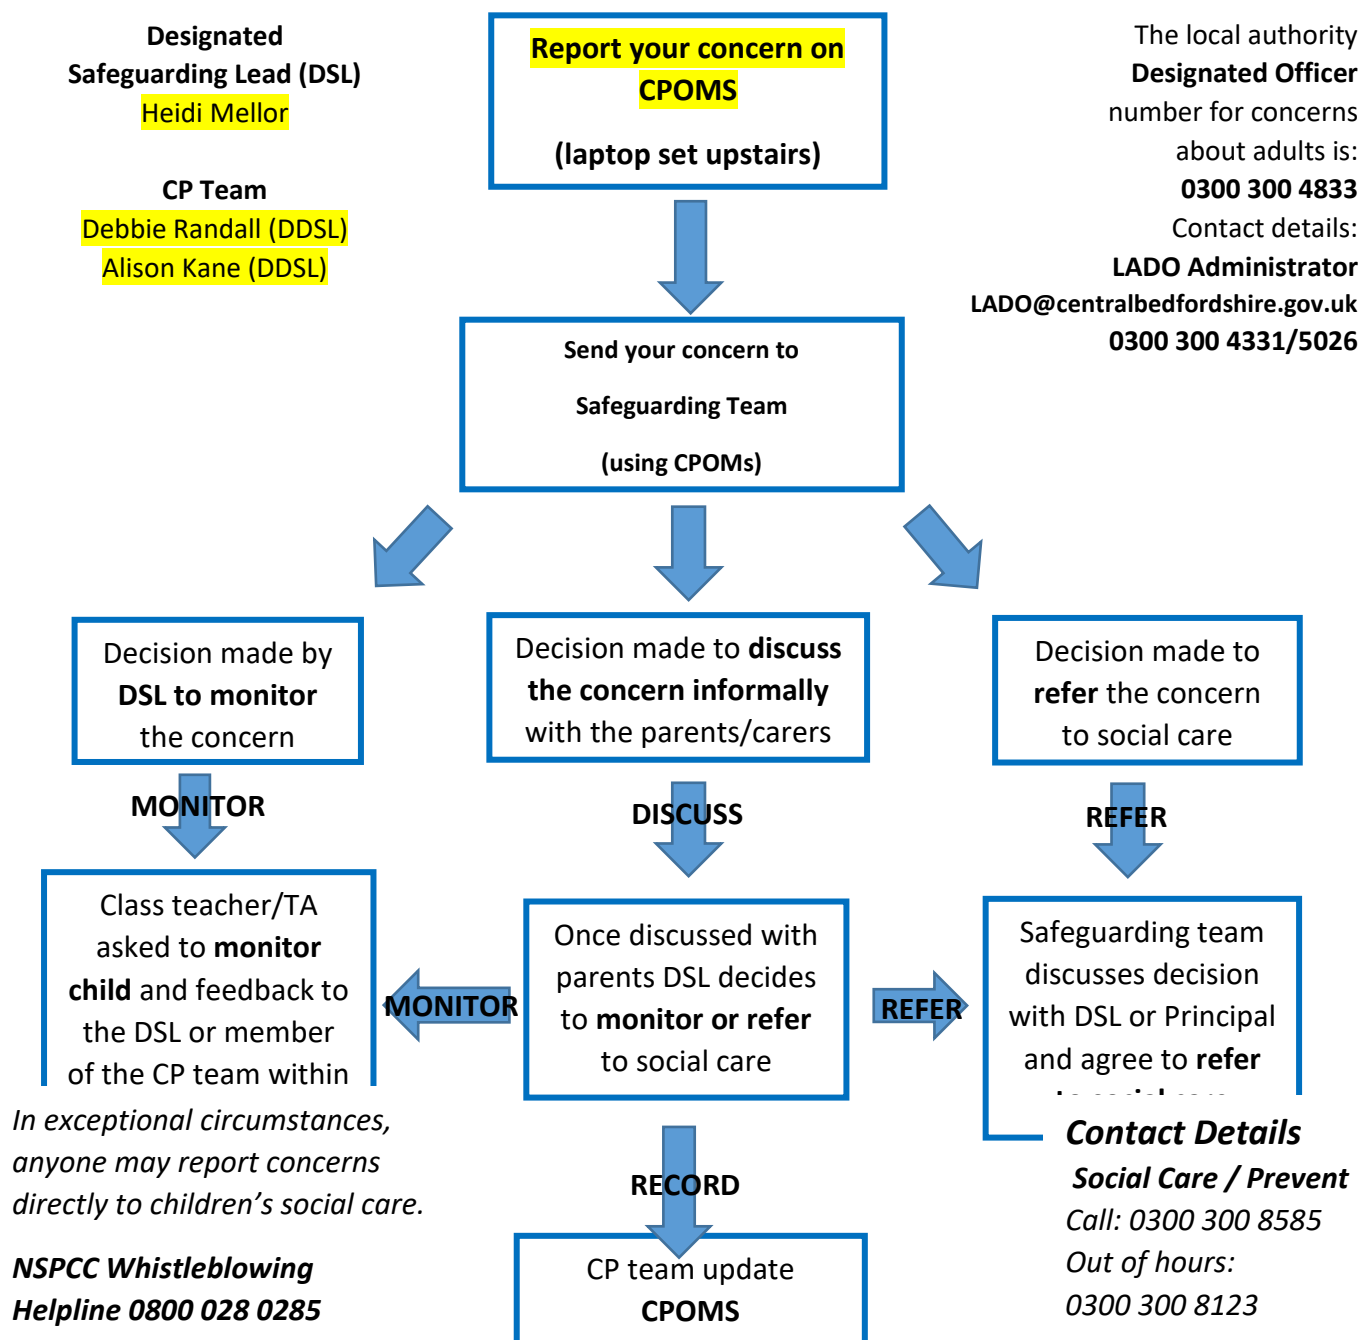 Designated
Safeguarding Lead (DSL)
Heidi Mellor
CP Team
Debbie Randall (DDSL)
Alison Kane (DDSL)
Report your concern on
CPOMS
(laptop set upstairs)
The local authority
Designated Officer
number for concerns
about adults is:
0300 300 4833
Contact details:
LADO Administrator
LADO@centralbedfordshire.gov.uk
0300 300 4331/5026
Send your concern to
Safeguarding Team
(using CPOMs)
Decision made by
DSL to monitor
the concern
Decision made to discuss
the concern informally
with the parents/carers
Decision made to
refer the concern
to social care
MONITOR
DISCUSS
REFER
Class teacher/TA
asked to monitor
child and feedback to
the DSL or member
of the CP team within
MONITOR
Once discussed with
parents DSL decides
to monitor or refer
to social care
REFER
Safeguarding team
discusses decision
with DSL or Principal
and agree to refer
In exceptional circumstances,
anyone may report concerns
directly to children's social care.
NSPCC Whistleblowing
Helpline 0800 028 0285
RECORD
CP team update
CPOMS
Contact Details
Social Care / Prevent
Call: 0300 300 8585
Out of hours:
0300 300 8123